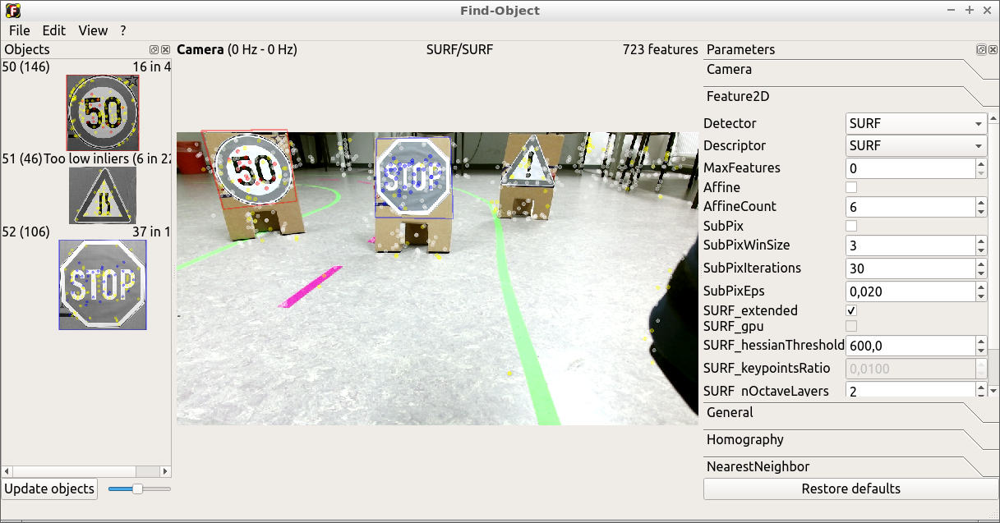 Find-Object
File Edit View ?
Objects
Camera (0 Hz - 0 Hz) SURF/SURF 723 features
Parameters
50 (146) 16 in 4
50
51 (46) Too low inliers (6 in 22
52 (106) 37 in 1
STOP
Update objects
50
STOP
Camera
Feature2D
Detector SURF
Descriptor SURF
MaxFeatures 0
Affine
AffineCount 6
SubPix
SubPixWinSize 3
SubPixIterations 30
SubPixEps 0,020
SURF_extended
SURF_gpu
SURF_hessianThreshold 600,0
SURF_keypointsRatio 0,0100
SURF_nOctaveLayers 2
General
Homography
NearestNeighbor
Restore defaults